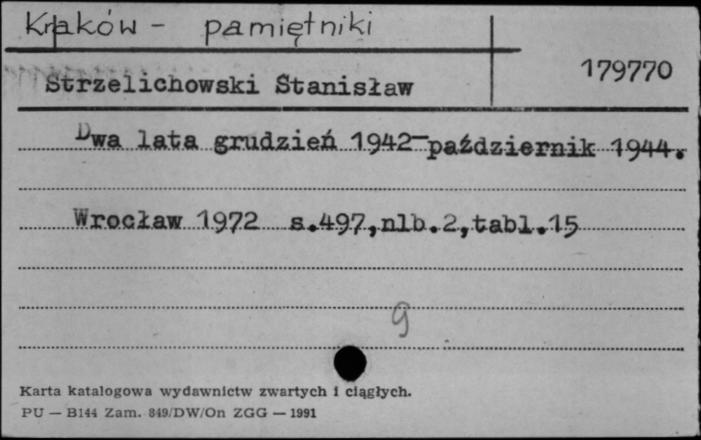 Kraków - pamiętniki
179770
Strzelichowski Stanisław
Dwa lata grudzień 1942-październik 1944.
Wrocław 1972 s.497,nlb.2,tabl.15
g
Karta katalogowa wydawnictw zwartych i ciągłych.
PU — B144 Zam. 849/DW/On ZGG — 1991